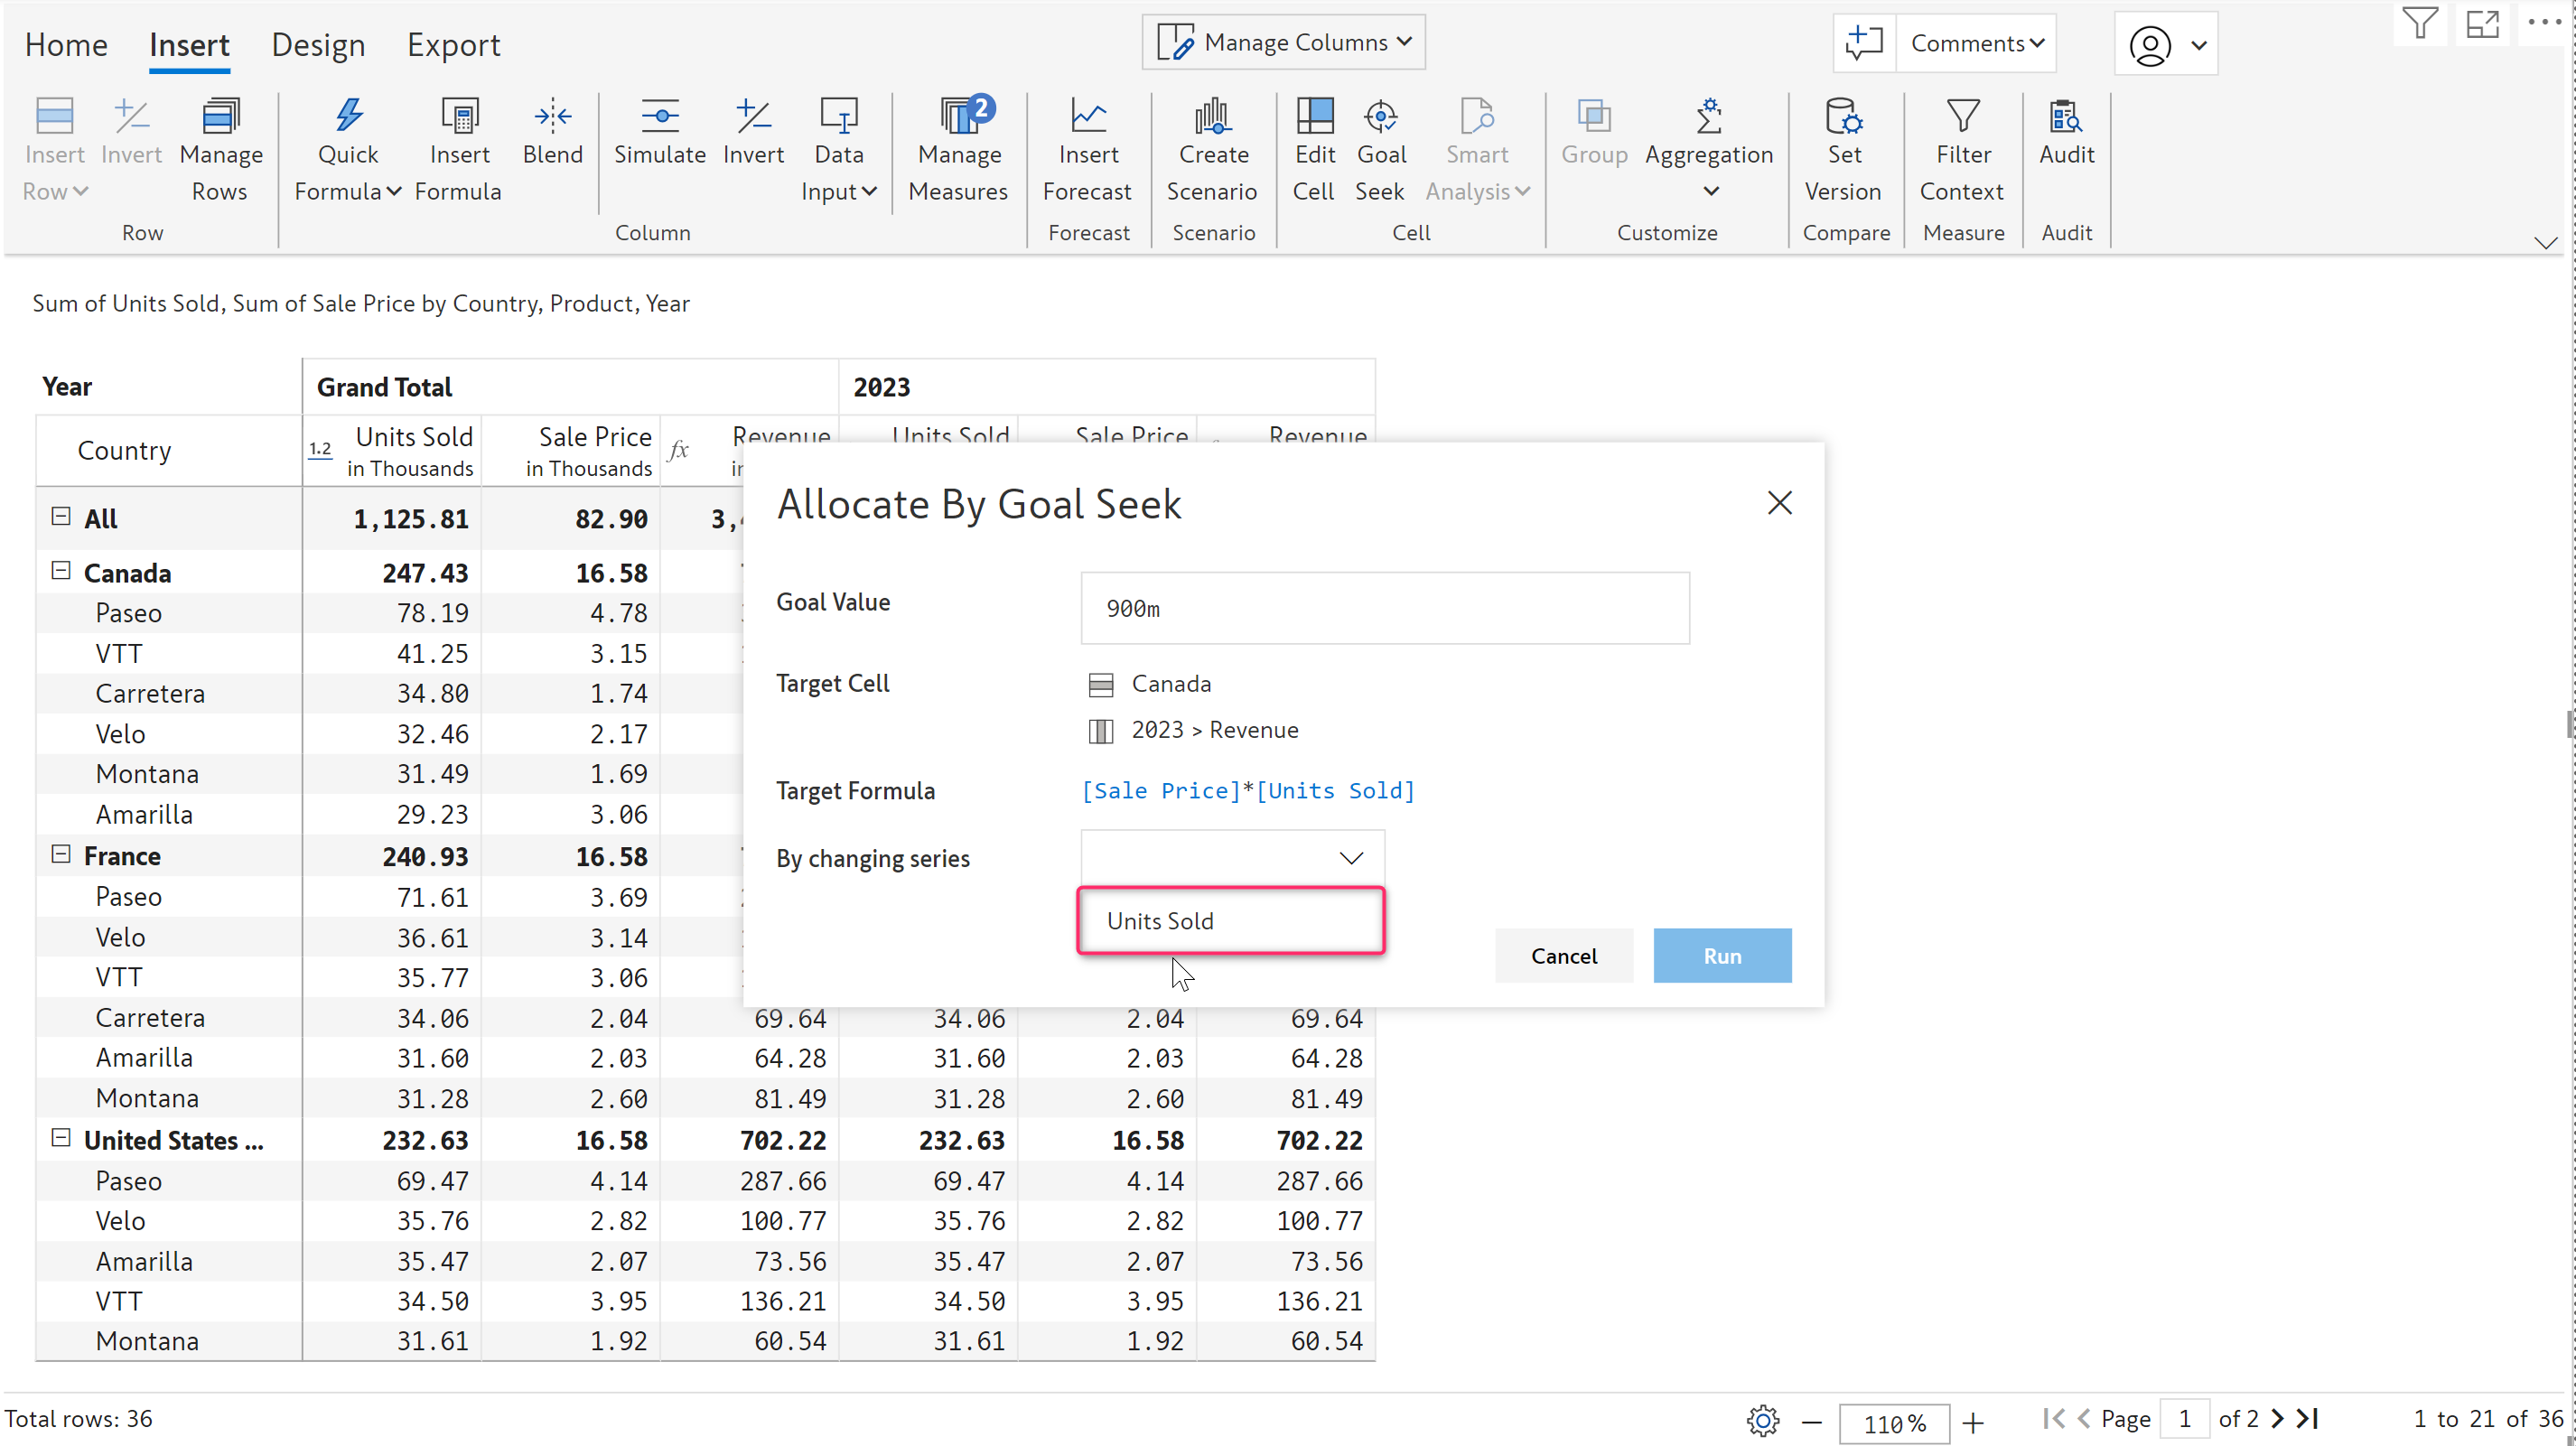 Home Insert Design Export Manage Columns Comments
Insert Row Invert Manage Rows Quick Formula Insert Formula Blend Simulate Invert Data Input Manage Measures 2 Insert Forecast Create Scenario Edit Cell Goal Seek Smart Analysis Group Aggregation Set Version Filter Context Audit
Row Column Forecast Scenario Cell Customize Compare Measure Audit
Sum of Units Sold, Sum of Sale Price by Country, Product, Year
Year Grand Total 2023
Country 1.2 Units Sold in Thousands Sale Price in Thousands fx Revenue Units Sold Sale Price Revenue
All 1,125.81 82.90
Canada 247.43 16.58
Paseo 78.19 4.78
VTT 41.25 3.15
Carretera 34.80 1.74
Velo 32.46 2.17
Montana 31.49 1.69
Amarilla 29.23 3.06
France 240.93 16.58
Paseo 71.61 3.69
Velo 36.61 3.14
VTT 35.77 3.06
Carretera 34.06 2.04 69.64 34.06 2.04 69.64
Amarilla 31.60 2.03 64.28 31.60 2.03 64.28
Montana 31.28 2.60 81.49 31.28 2.60 81.49
United States ... 232.63 16.58 702.22 232.63 16.58 702.22
Paseo 69.47 4.14 287.66 69.47 4.14 287.66
Velo 35.76 2.82 100.77 35.76 2.82 100.77
Amarilla 35.47 2.07 73.56 35.47 2.07 73.56
VTT 34.50 3.95 136.21 34.50 3.95 136.21
Montana 31.61 1.92 60.54 31.61 1.92 60.54
Allocate By Goal Seek
Goal Value 900m
Target Cell Canada
2023 > Revenue
Target Formula [Sale Price]*[Units Sold]
By changing series
Units Sold
Cancel Run
Total rows: 36 110% Page 1 of 2 1 to 21 of 36